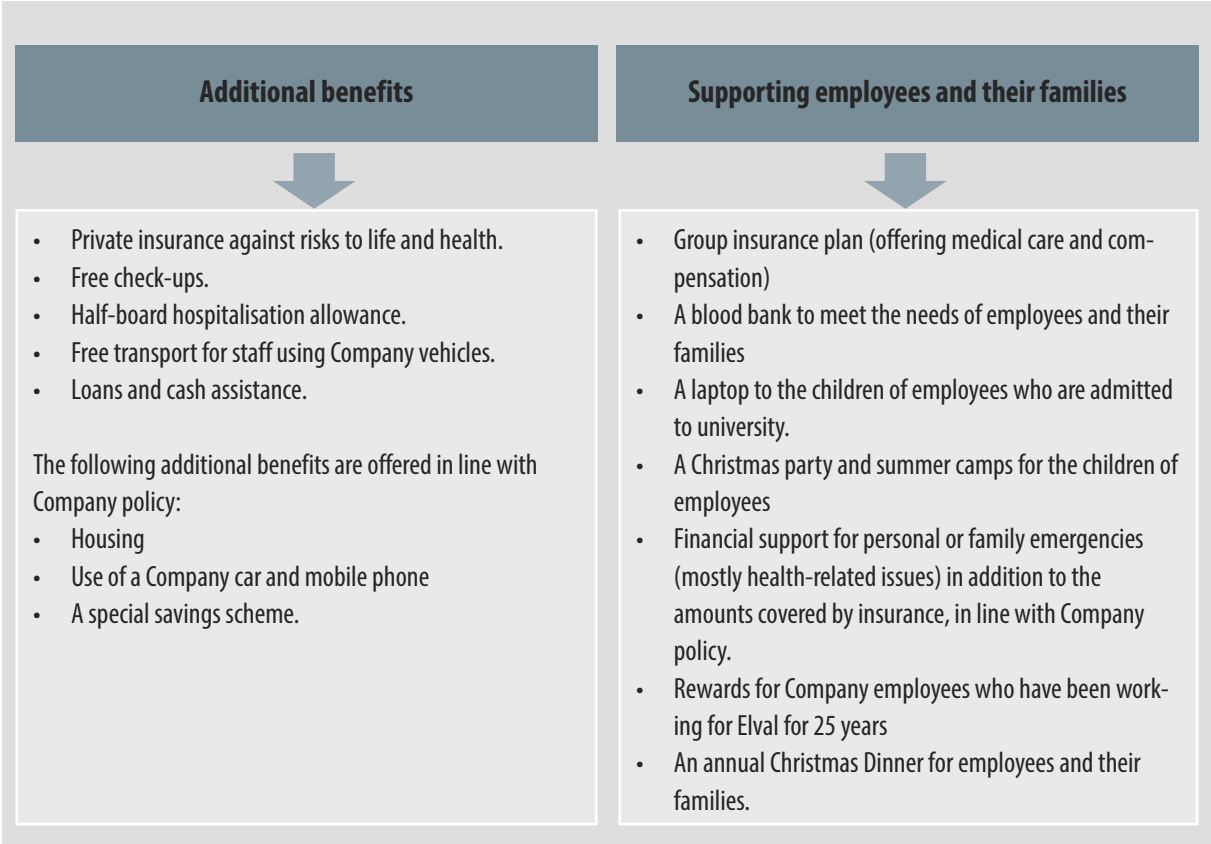 Additional benefits
• Private insurance against risks to life and health.
• Free check-ups.
• Half-board hospitalisation allowance.
• Free transport for staff using Company vehicles.
• Loans and cash assistance.
The following additional benefits are offered in line with
Company policy:
• Housing
• Use of a Company car and mobile phone
• A special savings scheme.
Supporting employees and their families
• Group insurance plan (offering medical care and com-
pensation)
• A blood bank to meet the needs of employees and their
families
• A laptop to the children of employees who are admitted
to university.
• A Christmas party and summer camps for the children of
employees
• Financial support for personal or family emergencies
(mostly health-related issues) in addition to the
amounts covered by insurance, in line with Company
policy.
• Rewards for Company employees who have been work-
ing for Elval for 25 years
• An annual Christmas Dinner for employees and their
families.